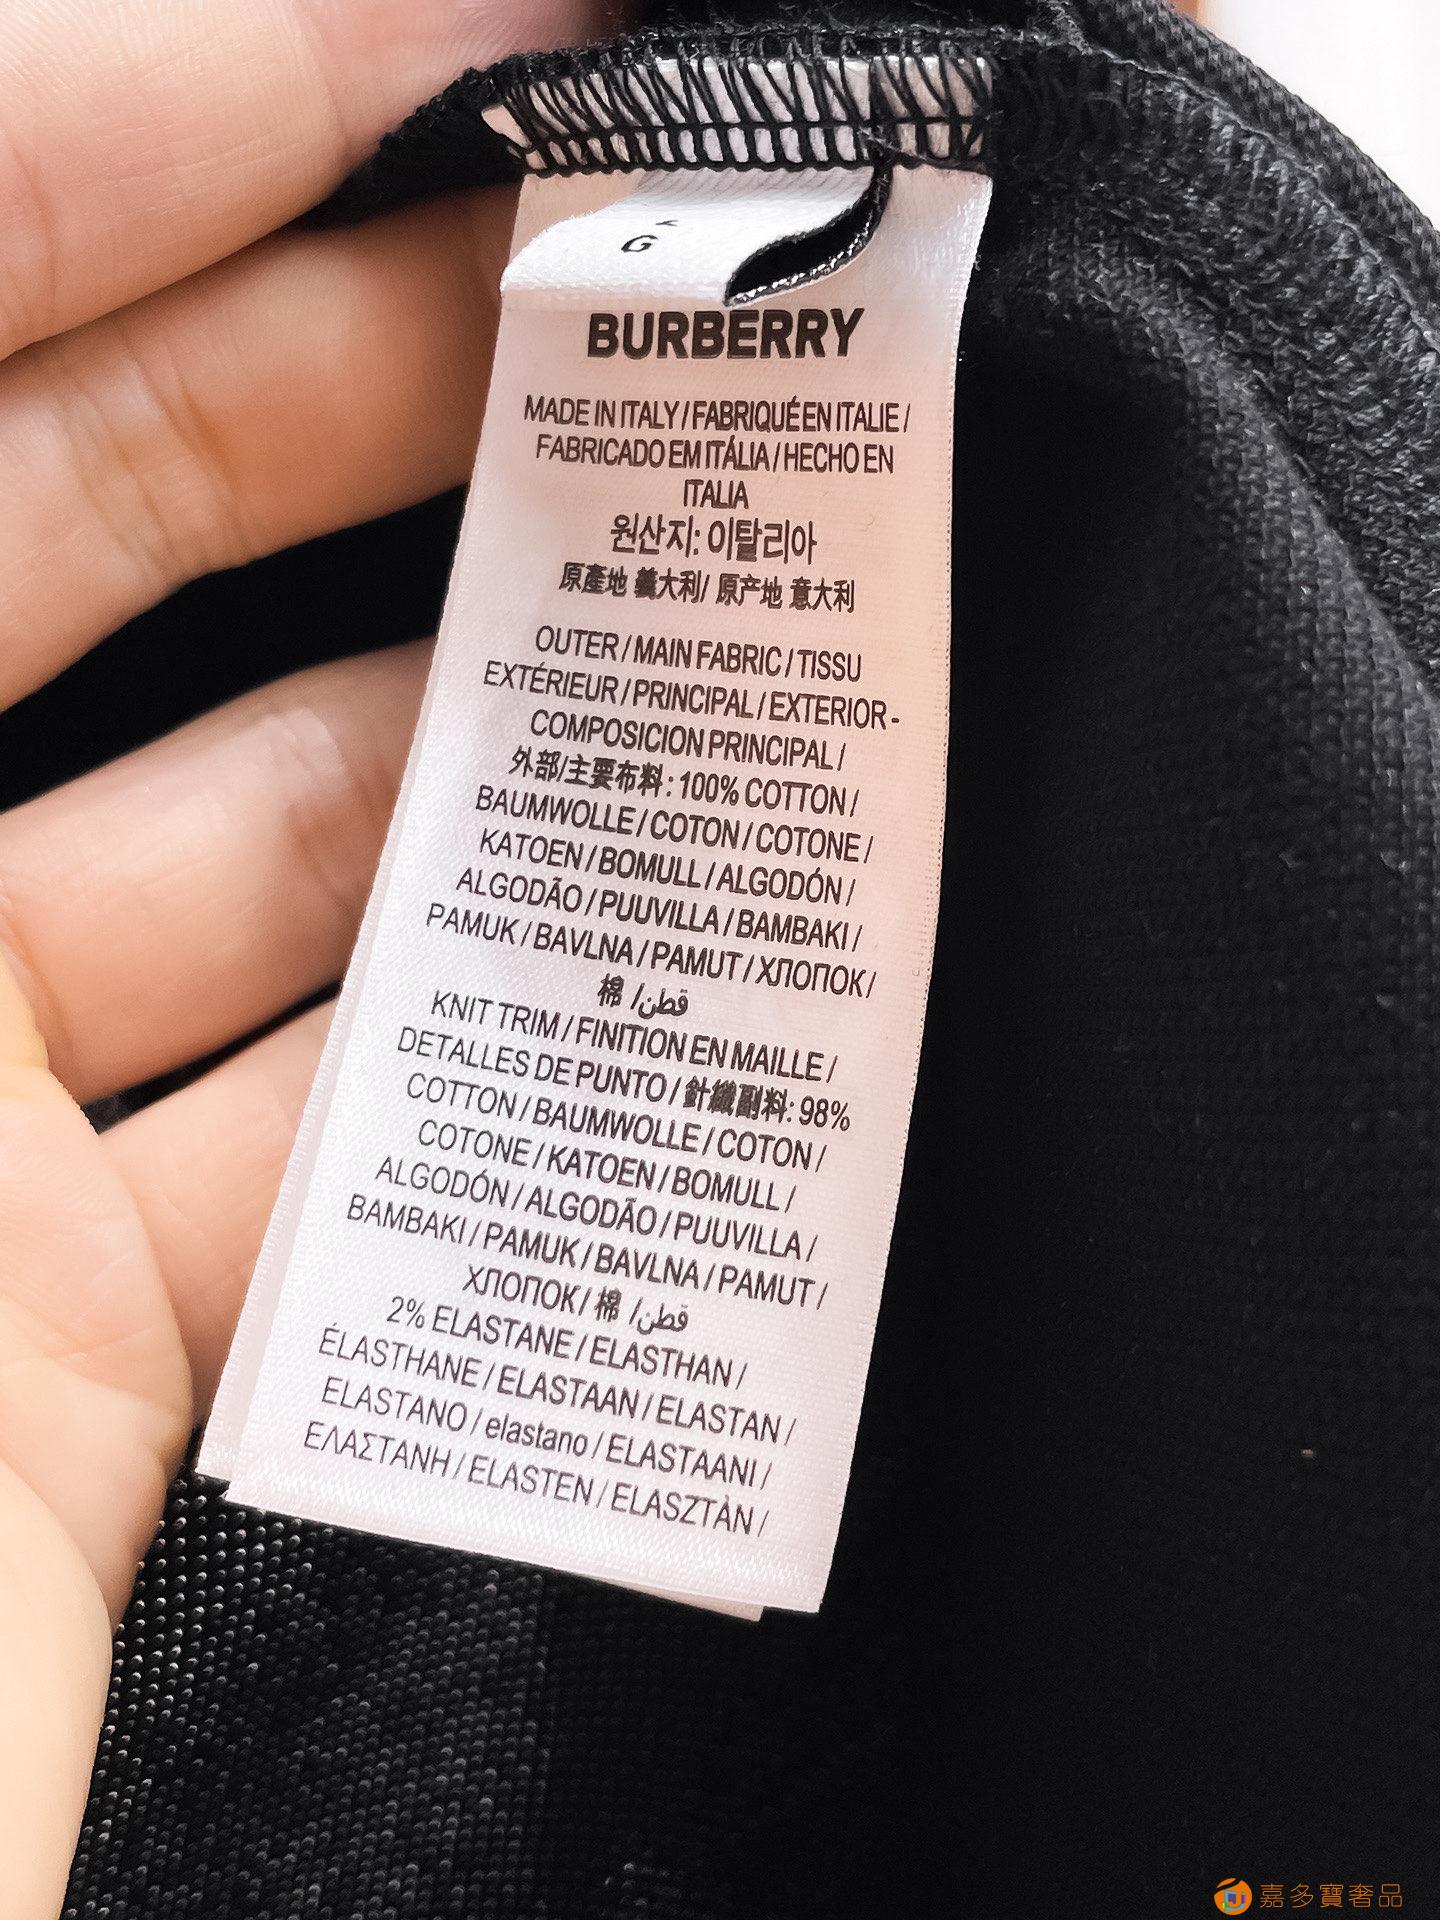 G
BURBERRY
MADE IN ITALY / FABRIQUÉ EN ITALIE /
FABRICADO EM ITÁLIA / HECHO EN
ITALIA
원산지: 이탈리아
原產地 義大利/ 原产地 意大利
OUTER / MAIN FABRIC / TISSU
EXTÉRIEUR / PRINCIPAL / EXTERIOR -
COMPOSICION PRINCIPAL /
外部/主要布料: 100% COTTON /
BAUMWOLLE / COTON / COTONE /
KATOEN / BOMULL / ALGODÓN /
ALGODÃO / PUUVILLA / BAMBAKI /
PAMUK / BAVLNA / PAMUT / ХЛОПОК /
棉 / قطن/
KNIT TRIM / FINITION EN MAILLE /
DETALLES DE PUNTO / 針織副料: 98%
COTTON / BAUMWOLLE / COTON /
COTONE / KATOEN / BOMULL /
ALGODÓN / ALGODÃO / PUUVILLA /
BAMBAKI / PAMUK / BAVLNA / PAMUT /
ХЛОПОК / 棉 / قطن/
2% ELASTANE / ELASTHAN /
ÉLASTHANE / ELASTAAN / ELASTAN /
ELASTANO / elastano / ELASTAANI /
ΕΛΑΣΤΑΝΗ / ELASTEN / ELASZTÀN /
嘉多寶奢品